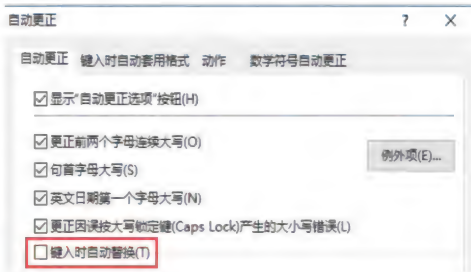 自动更正 ? ×
自动更正 键入时自动套用格式 动作 数学符号自动更正
显示"自动更正选项"按钮(H)
更正前两个字母连续大写(O)
例外项(E)...
句首字母大写(S)
英文日期第一个字母大写(N)
更正因误按大写锁定键(Caps Lock)产生的大小写错误(L)
键入时自动替换(T)